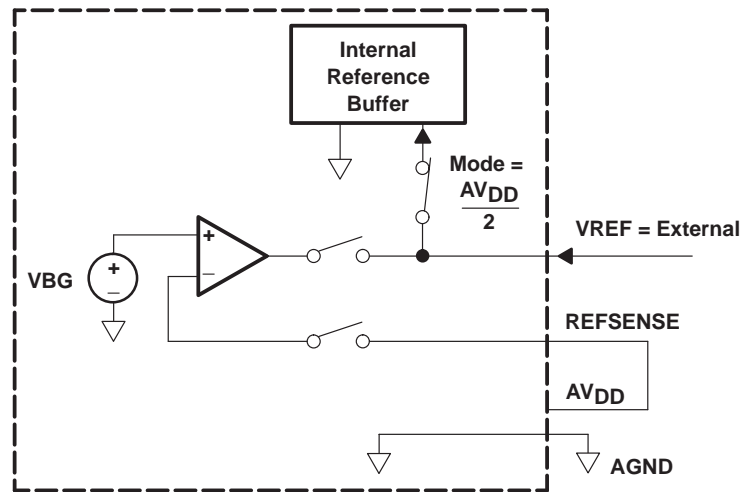 Internal
Reference
Buffer
Mode =
AVDD
2
VREF = External
+
−
VBG
+
−
REFSENSE
AVDD
AGND